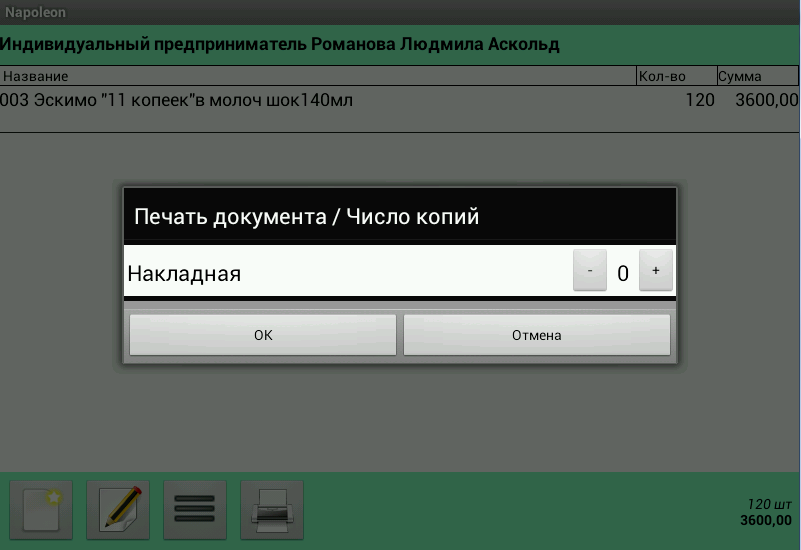 Napoleon
Индивидуальный предприниматель Романова Людмила Аскольд
Название Кол-во Сумма
003 Эскимо "11 копеек"в молоч шок140мл 120 3600,00
Печать документа / Число копий
Накладная - 0 +
ОК Отмена
120 шт
3600,00